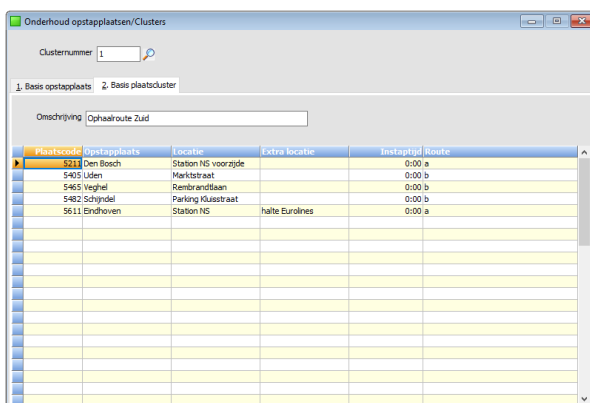 Onderhoud opstapplaatsen/Clusters
Clusternummer 1
1. Basis opstapplaats 2. Basis plaatscluster
Omschrijving Ophaalroute Zuid
Plaatscode Opstapplaats Locatie Extra locatie Instaptijd Route
5211 Den Bosch Station NS voorzijde 0:00 a
5405 Uden Marktstraat 0:00 b
5465 Veghel Rembrandtlaan 0:00 b
5482 Schijndel Parking Kluisstraat 0:00 b
5611 Eindhoven Station NS halte Eurolines 0:00 a